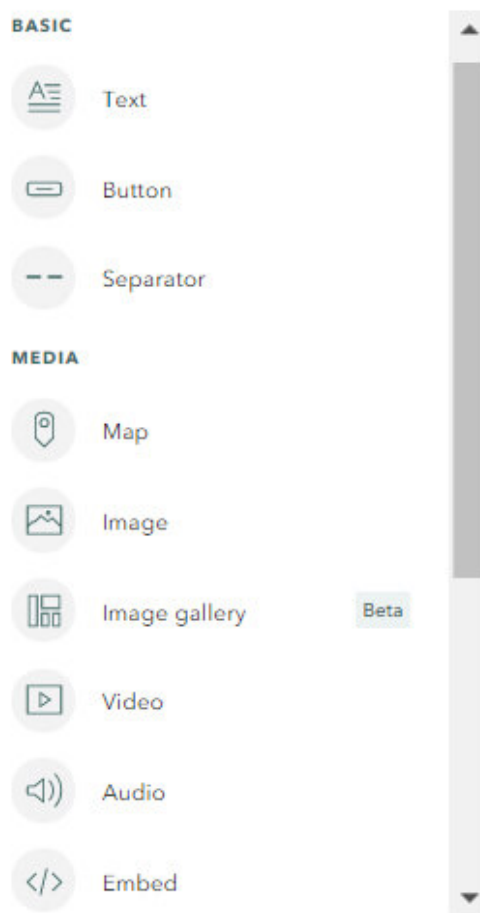 BASIC
Text
Button
Separator
MEDIA
Map
Image
Image gallery Beta
Video
Audio
Embed